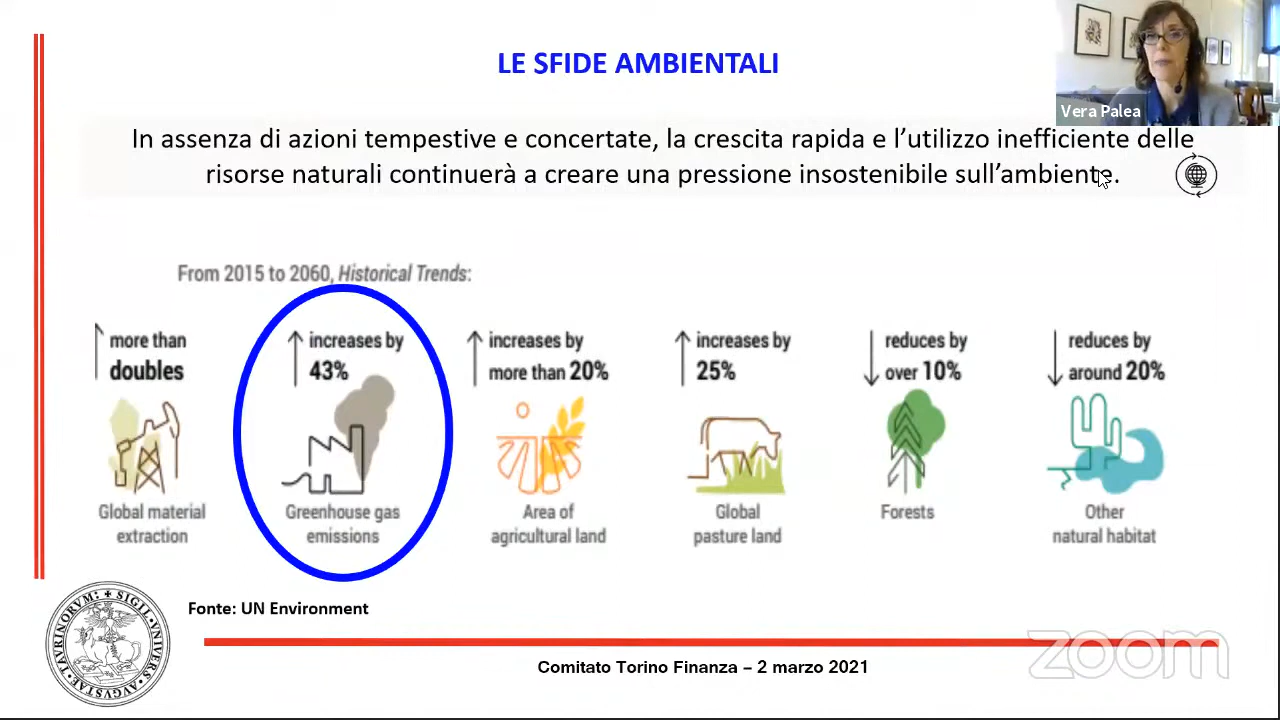 LE SFIDE AMBIENTALI
Vera Palea
In assenza di azioni tempestive e concertate, la crescita rapida e l’utilizzo inefficiente delle
risorse naturali continuerà a creare una pressione insostenibile sull’ambiente.
From 2015 to 2060, Historical Trends:
more than
doubles
Global material
extraction
increases by
43%
Greenhouse gas
emissions
increases by
more than 20%
Area of
agricultural land
increases by
25%
Global
pasture land
reduces by
over 10%
Forests
reduces by
around 20%
Other
natural habitat
Fonte: UN Environment
SIGIL·VNIVERS·AVGVSTAE·TAVRINORVM:
Comitato Torino Finanza – 2 marzo 2021
zoom